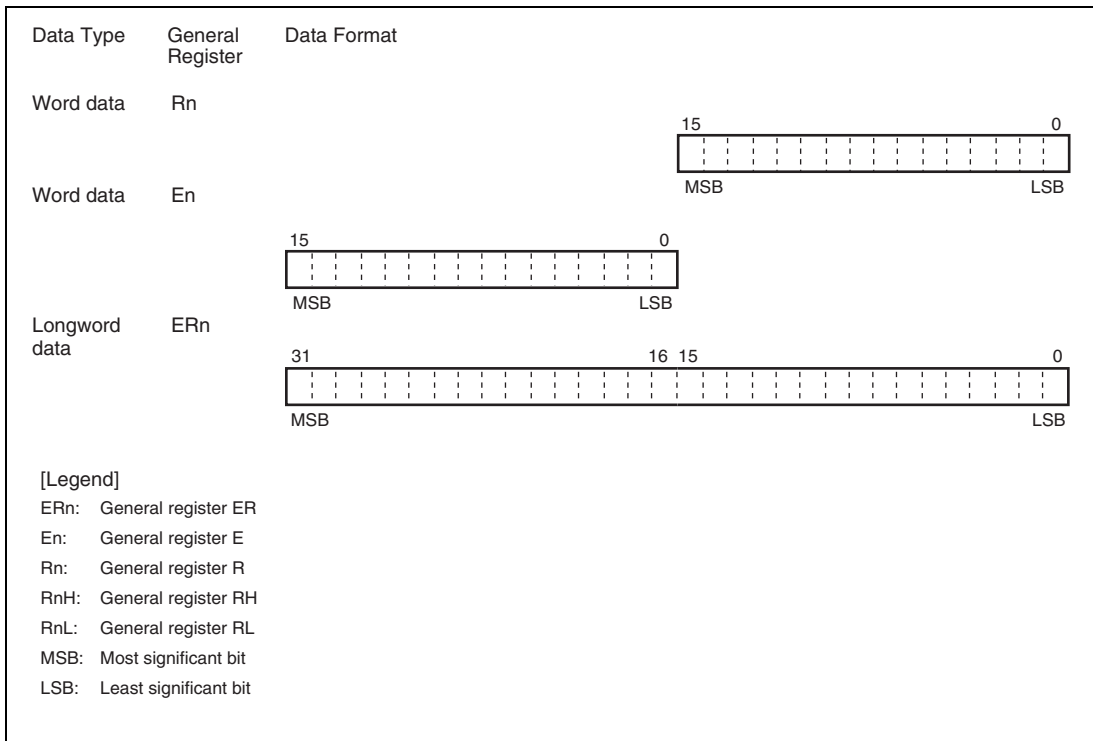 Data Type General Register Data Format
Word data Rn
15 0
MSB LSB
Word data En
15 0
MSB LSB
Longword data ERn
31 16 15 0
MSB LSB
[Legend]
ERn: General register ER
En: General register E
Rn: General register R
RnH: General register RH
RnL: General register RL
MSB: Most significant bit
LSB: Least significant bit